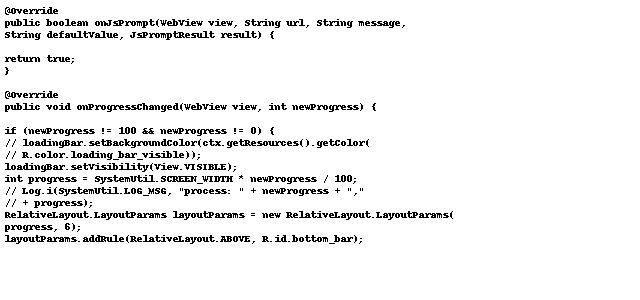 @Override
public boolean onJsPrompt(WebView view, String url, String message,
String defaultValue, JsPromptResult result) {
return true;
}
@Override
public void onProgressChanged(WebView view, int newProgress) {
if (newProgress != 100 && newProgress != 0) {
// loadingBar.setBackgroundColor(ctx.getResources().getColor(
// R.color.loading_bar_visible));
loadingBar.setVisibility(View.VISIBLE);
int progress = SystemUtil.SCREEN_WIDTH * newProgress / 100;
// Log.i(SystemUtil.LOG_MSG, "process: " + newProgress + ","
// + progress);
RelativeLayout.LayoutParams layoutParams = new RelativeLayout.LayoutParams(
progress, 6);
layoutParams.addRule(RelativeLayout.ABOVE, R.id.bottom_bar);